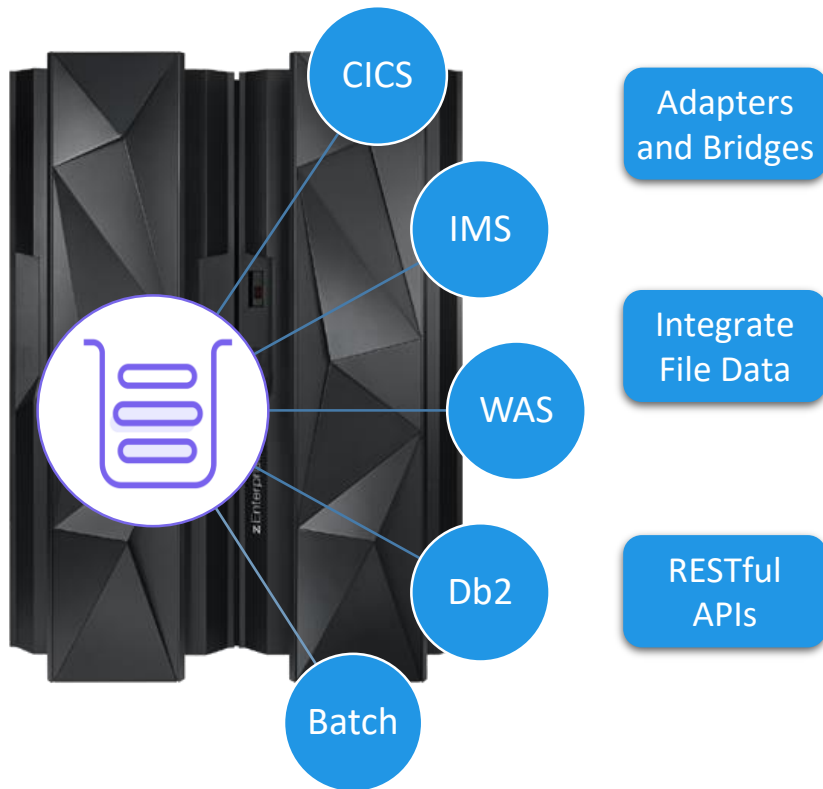 CICS
IMS
WAS
Db2
Batch
Adapters
and Bridges
Integrate
File Data
RESTful
APIs